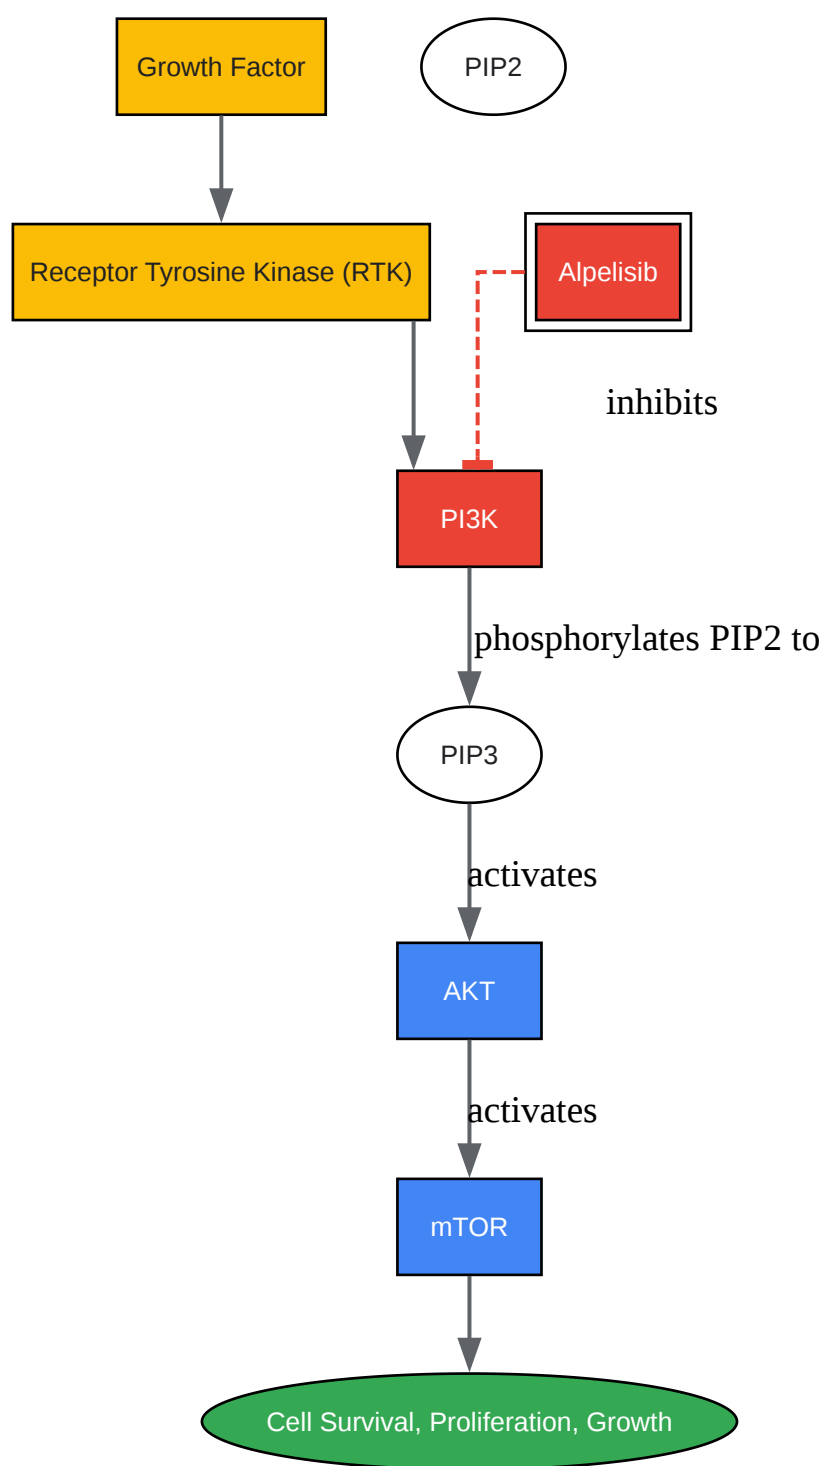 Growth Factor
PIP2
Receptor Tyrosine Kinase (RTK)
Alpelisib
inhibits
PI3K
phosphorylates PIP2 to
PIP3
activates
AKT
activates
mTOR
Cell Survival, Proliferation, Growth